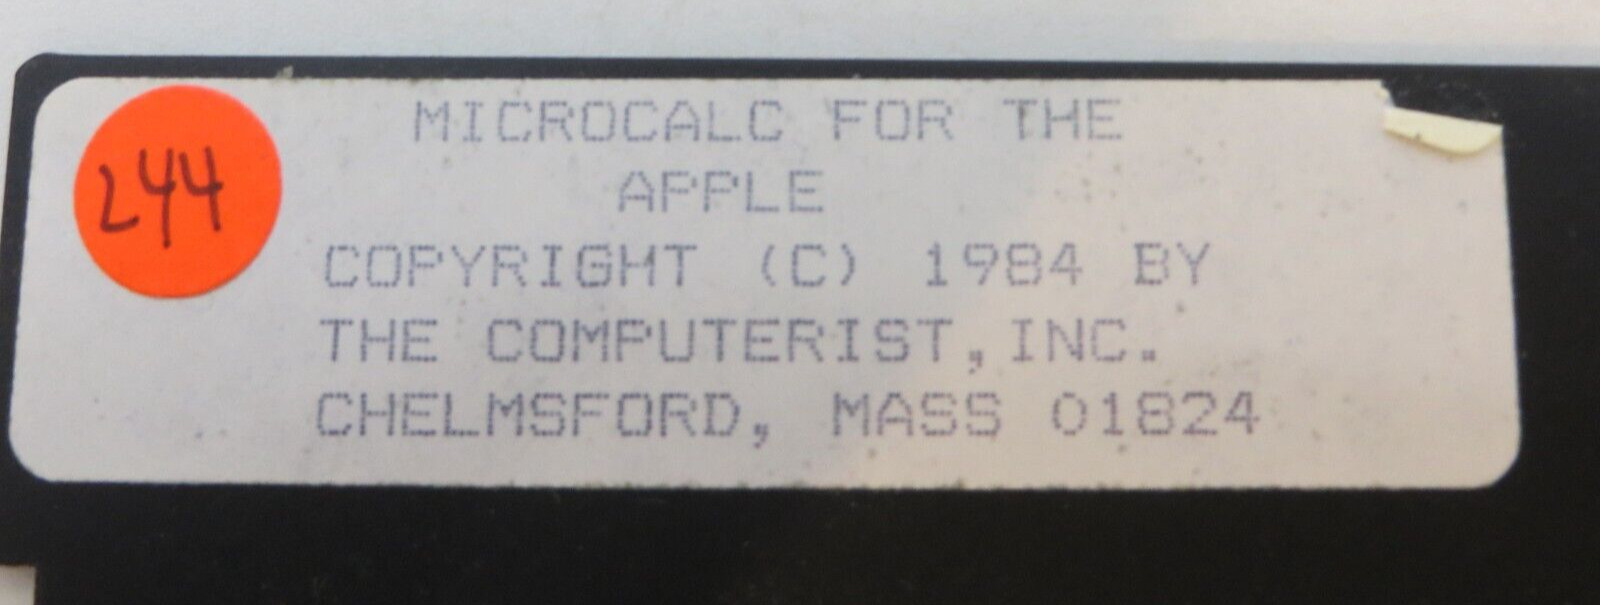 244
MICROCALC FOR THE
APPLE
COPYRIGHT (C) 1984 BY
THE COMPUTERIST, INC.
CHELMSFORD, MASS 01824